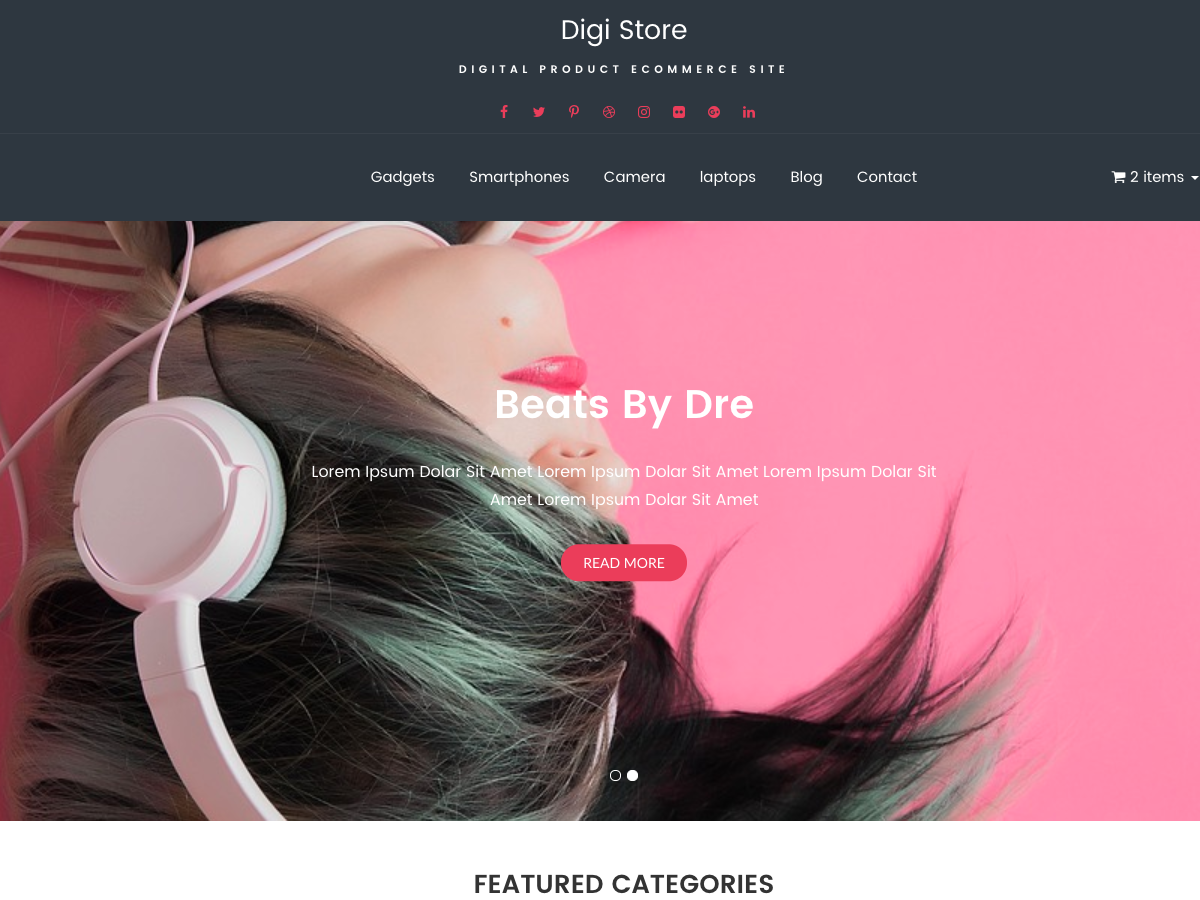 Digi Store
DIGITAL PRODUCT ECOMMERCE SITE
Gadgets Smartphones Camera laptops Blog Contact 2 items
Beats By Dre
Lorem Ipsum Dolar Sit Amet Lorem Ipsum Dolar Sit Amet Lorem Ipsum Dolar Sit
Amet Lorem Ipsum Dolar Sit Amet
READ MORE
FEATURED CATEGORIES